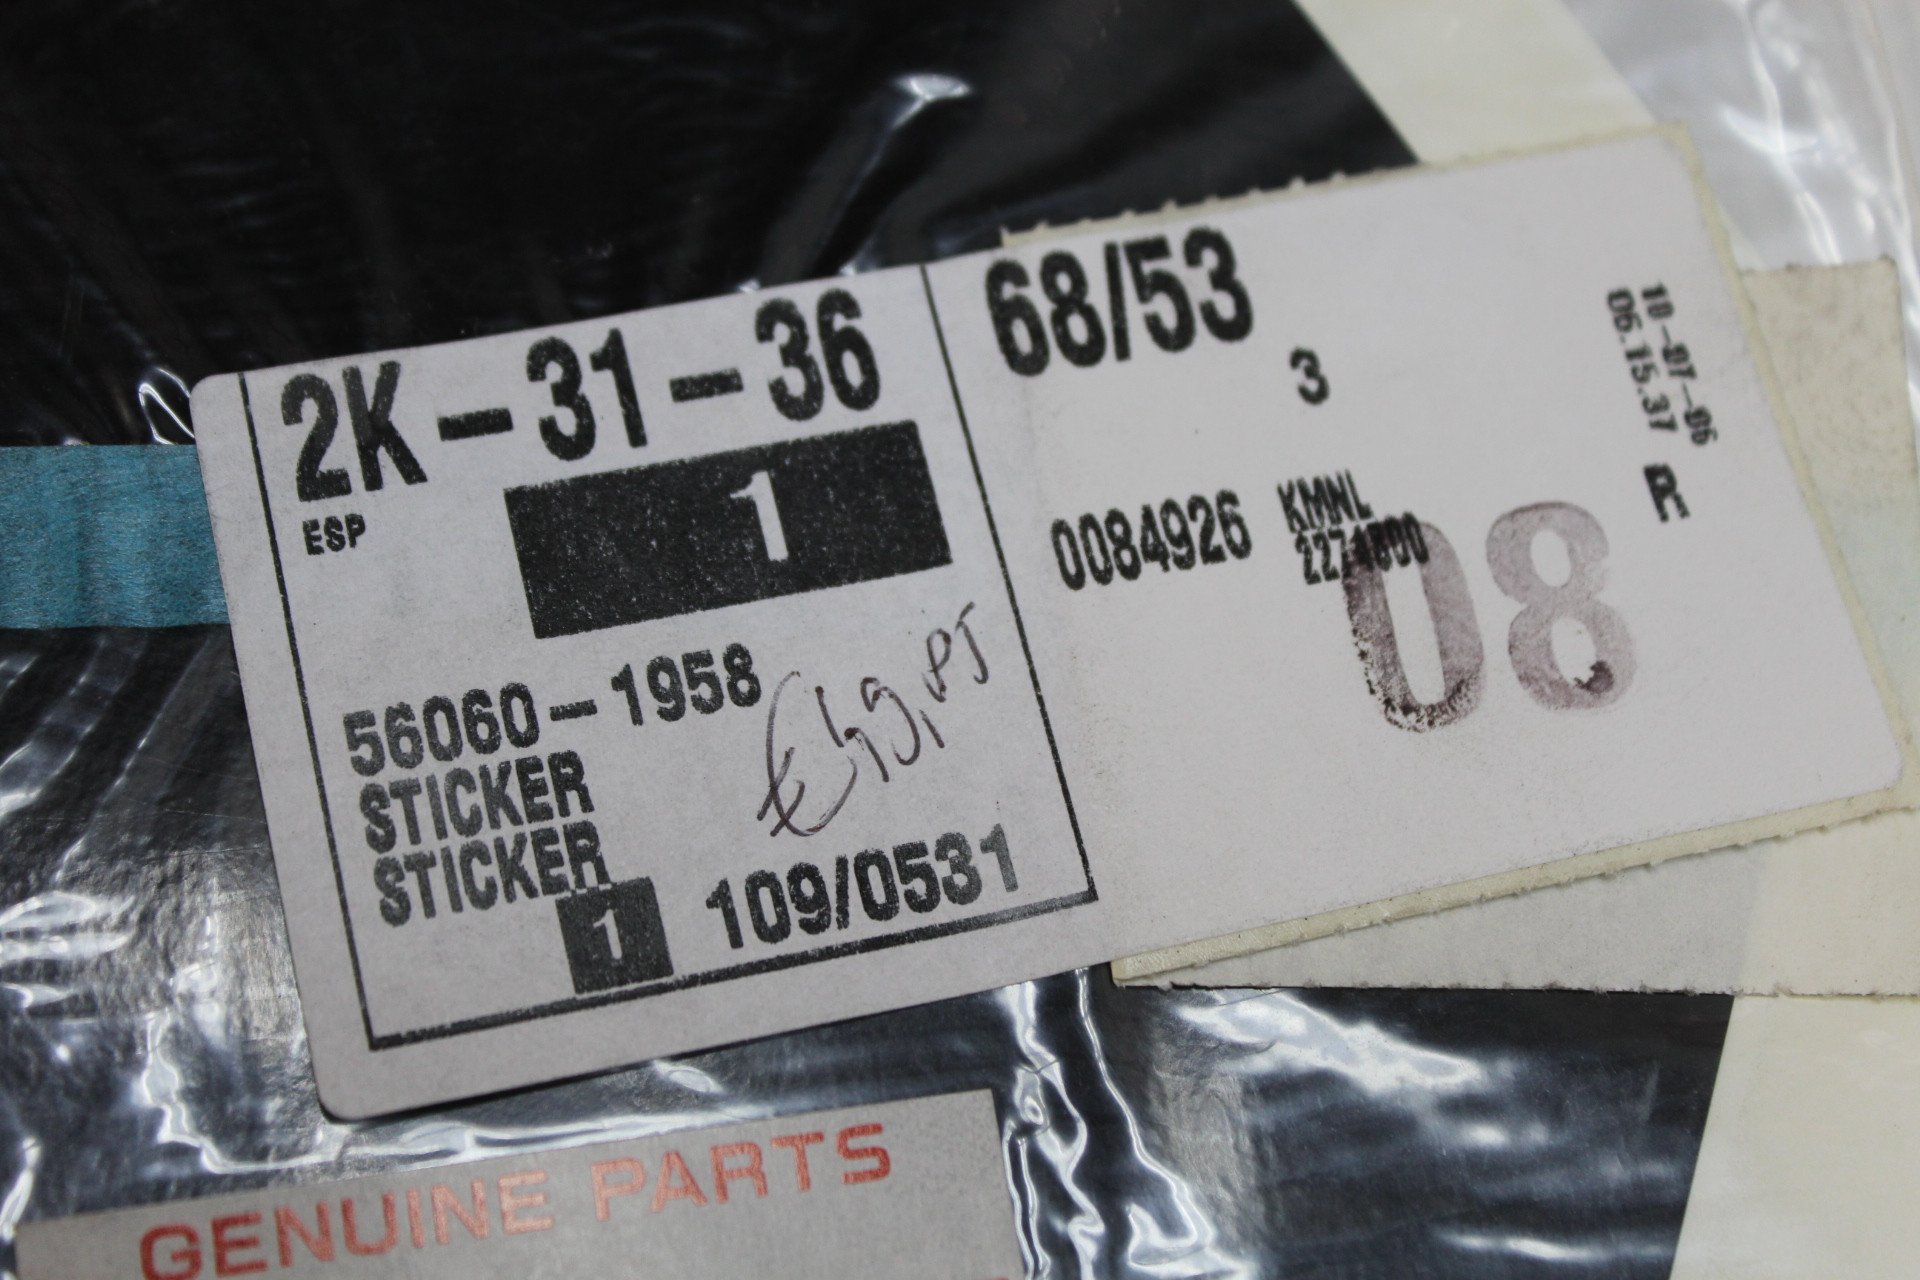 2K-31-36
ESP
1
56060-1958
STICKER
STICKER
1 109/0531
68/53
3
0084926
KMNL
08
10-07-06
06.15.37
R
GENUINE PARTS